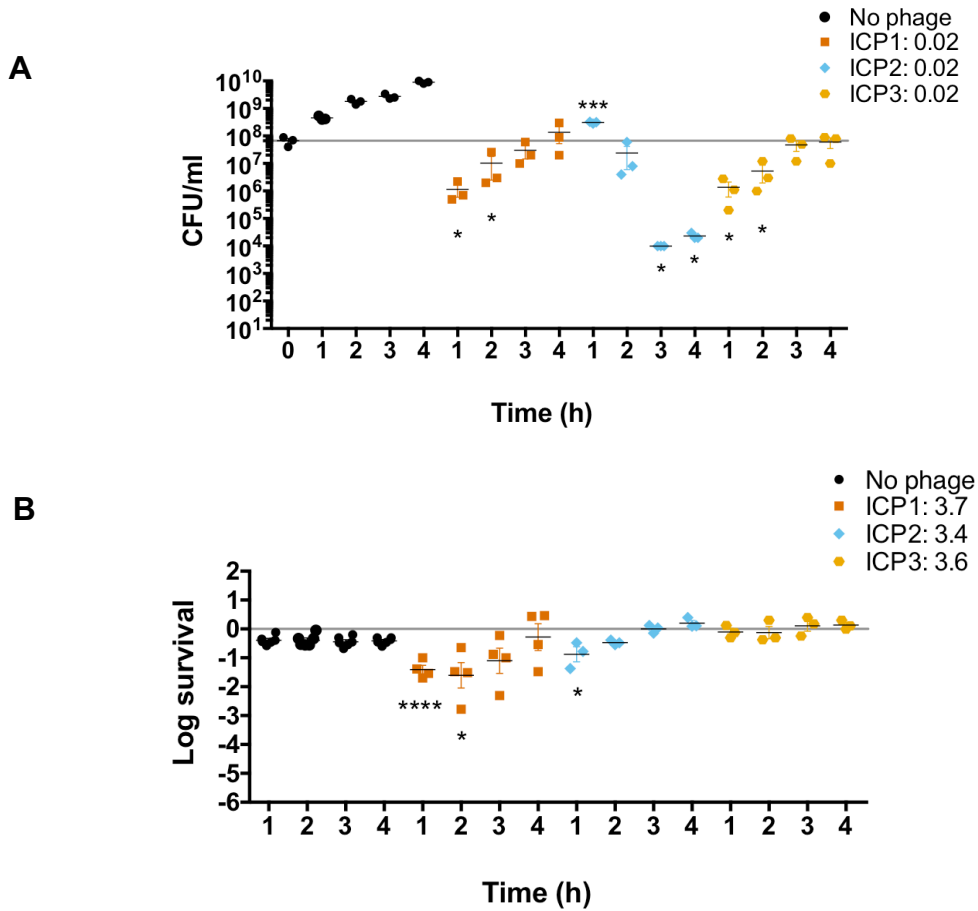 A
No phage
ICP1: 0.02
ICP2: 0.02
ICP3: 0.02
CFU/ml
10^10
10^9
10^8
10^7
10^6
10^5
10^4
10^3
10^2
10^1
***
* * * * * *
0 1 2 3 4 1 2 3 4 1 2 3 4 1 2 3 4
Time (h)
B
No phage
ICP1: 3.7
ICP2: 3.4
ICP3: 3.6
Log survival
2
1
0
-1
-2
-3
-4
-5
-6
**** * *
1 2 3 4 1 2 3 4 1 2 3 4 1 2 3 4
Time (h)